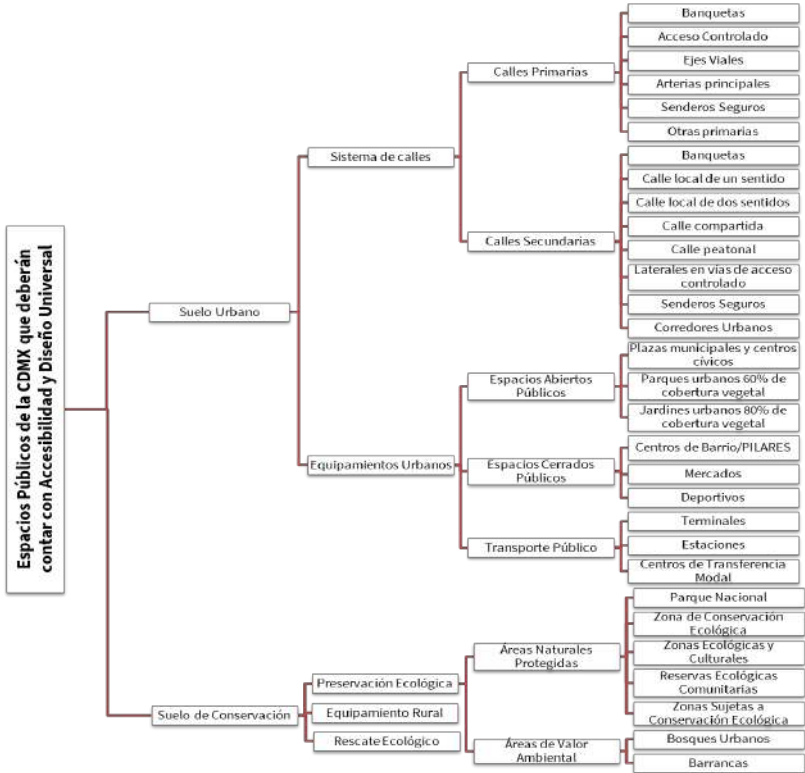 Espacios Públicos de la CDMX que deberán
contar con Accesibilidad y Diseño Universal
Suelo Urbano
Sistema de calles
Calles Primarias
Banquetas
Acceso Controlado
Ejes Viales
Arterias principales
Senderos Seguros
Otras primarias
Calles Secundarias
Banquetas
Calle local de un sentido
Calle local de dos sentidos
Calle compartida
Calle peatonal
Laterales en vías de acceso
controlado
Senderos Seguros
Corredores Urbanos
Equipamientos Urbanos
Espacios Abiertos
Públicos
Plazas municipales y centros
cívicos
Parques urbanos 60% de
cobertura vegetal
Jardines urbanos 80% de
cobertura vegetal
Espacios Cerrados
Públicos
Centros de Barrio/PILARES
Mercados
Deportivos
Transporte Público
Terminales
Estaciones
Centros de Transferencia
Modal
Suelo de Conservación
Preservación Ecológica
Áreas Naturales
Protegidas
Parque Nacional
Zona de Conservación
Ecológica
Zonas Ecológicas y
Culturales
Reservas Ecológicas
Comunitarias
Zonas Sujetas a
Conservación Ecológica
Áreas de Valor
Ambiental
Bosques Urbanos
Barrancas
Equipamiento Rural
Rescate Ecológico